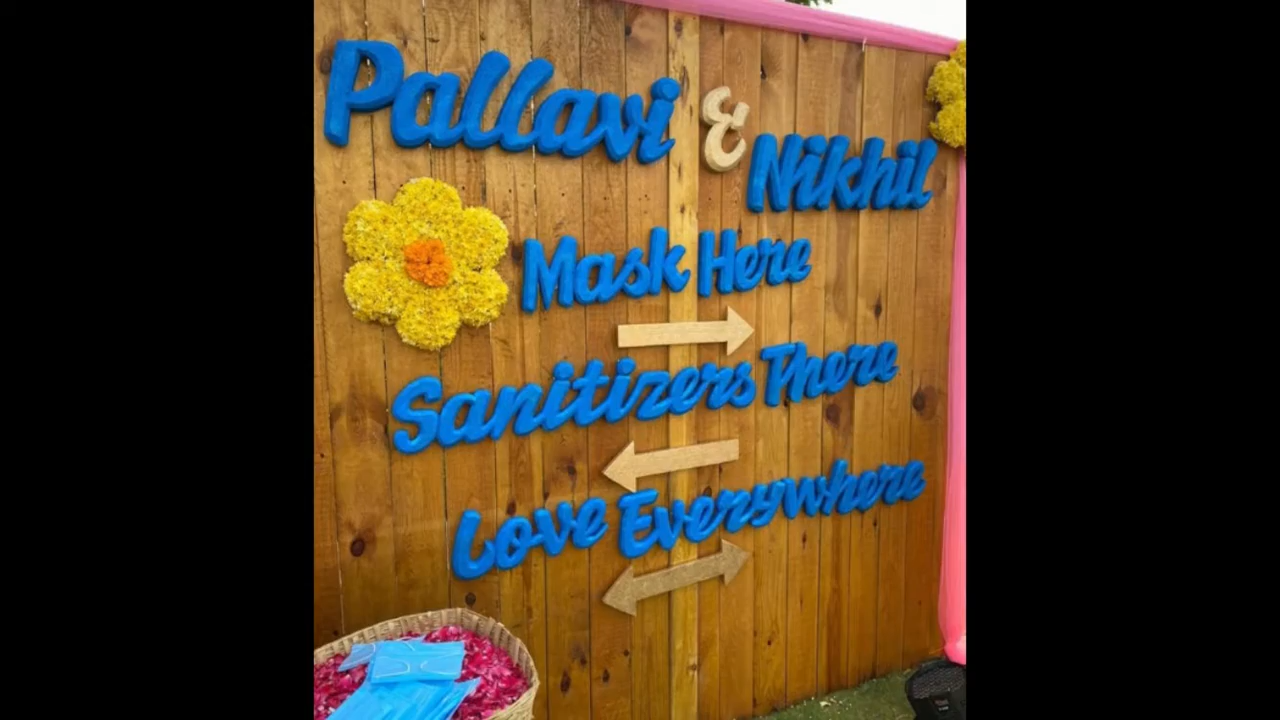 Pallavi &
Nikhil
Mask Here
Sanitizers There
Love Everywhere